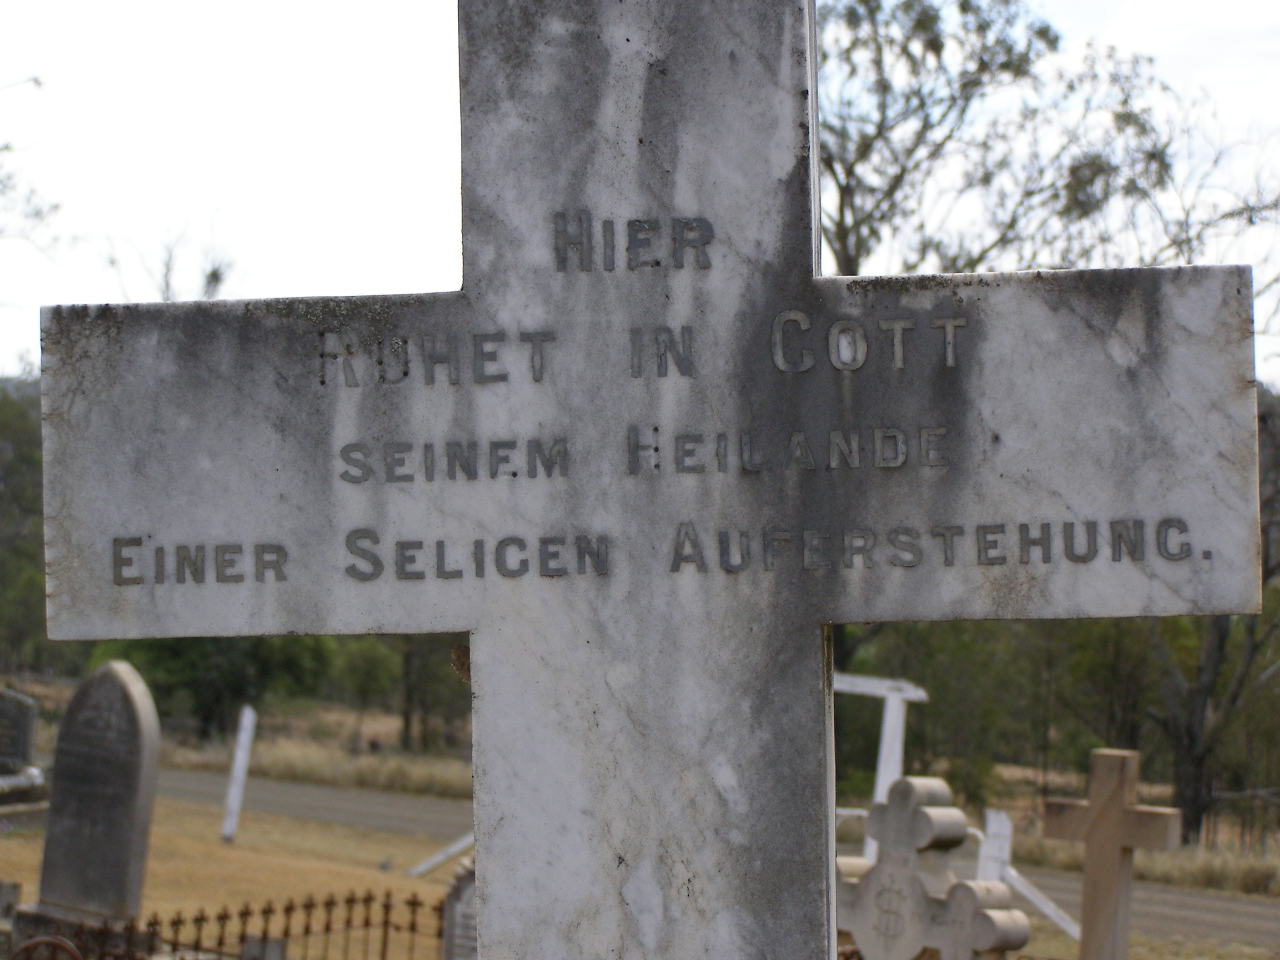 HIER
RUHET IN GOTT
SEINEM HEILANDE
EINER SELIGEN AUFERSTEHUNG.